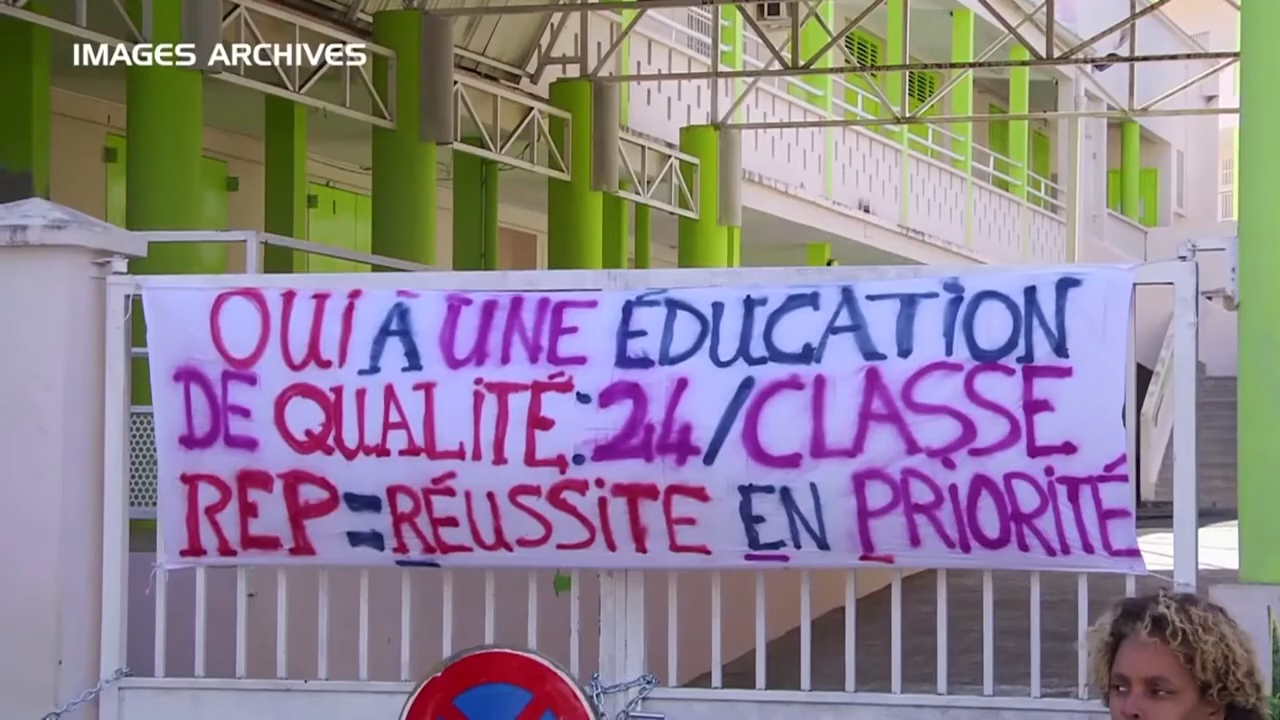 IMAGES ARCHIVES
OUI À UNE ÉDUCATION
DE QUALITÉ: 24/CLASSE
REP=RÉUSSITE EN PRIORITÉ